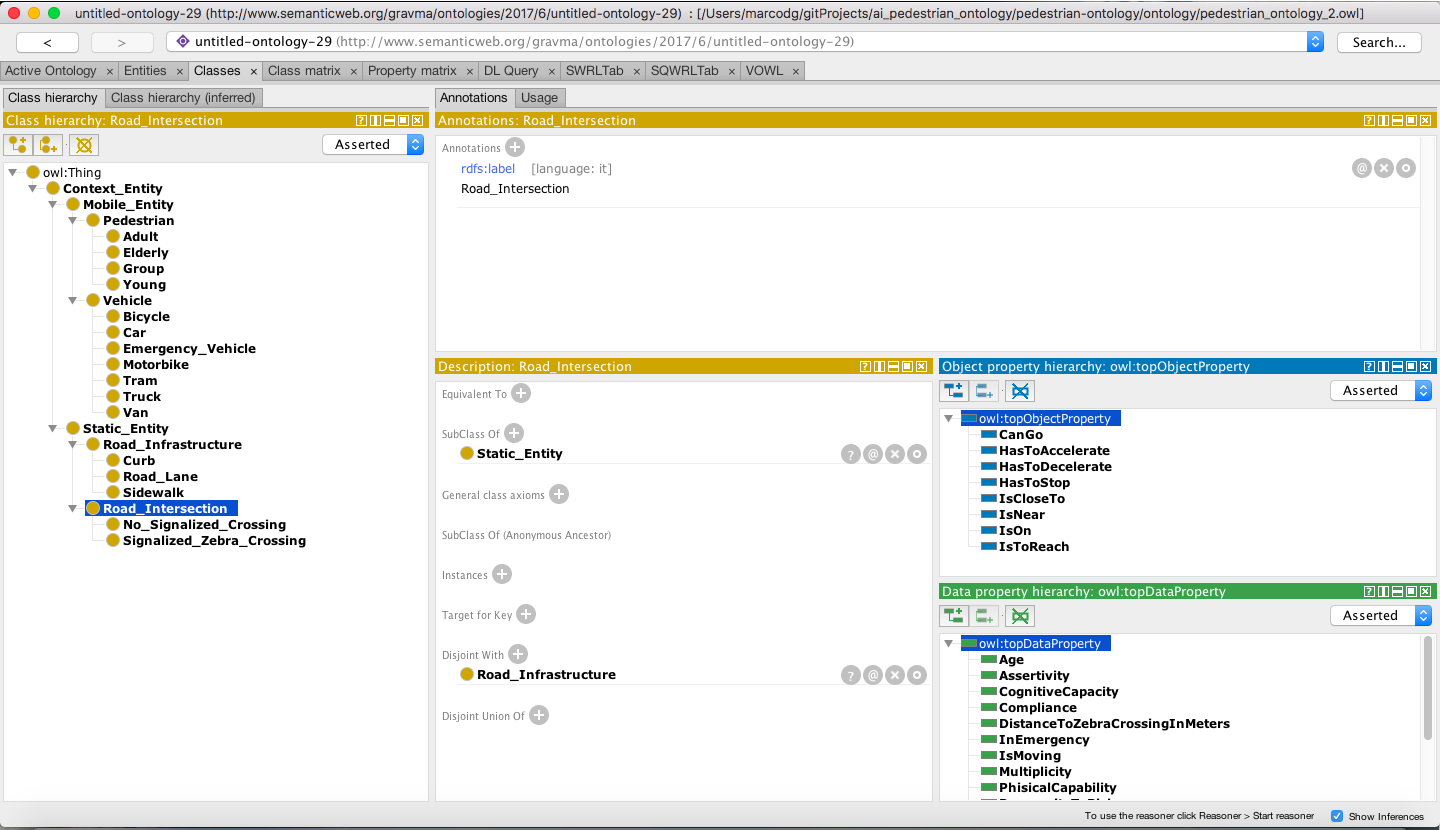 untitled-ontology-29 (http://www.semanticweb.org/gravma/ontologies/2017/6/untitled-ontology-29) : [/Users/marcodg/gitProjects/ai_pedestrian_ontology/pedestrian-ontology/ontology/pedestrian_ontology_2.owl]
< > untitled-ontology-29 (http://www.semanticweb.org/gravma/ontologies/2017/6/untitled-ontology-29) Search...
Active Ontology × Entities × Classes × Class matrix × Property matrix × DL Query × SWRLTab × SQWRLTab × VOWL ×
Class hierarchy Class hierarchy (inferred)
Class hierarchy: Road_Intersection
Asserted
owl:Thing
Context_Entity
Mobile_Entity
Pedestrian
Adult
Elderly
Group
Young
Vehicle
Bicycle
Car
Emergency_Vehicle
Motorbike
Tram
Truck
Van
Static_Entity
Road_Infrastructure
Curb
Road_Lane
Sidewalk
Road_Intersection
No_Signalized_Crossing
Signalized_Zebra_Crossing
Annotations Usage
Annotations: Road_Intersection
Annotations
rdfs:label [language: it]
Road_Intersection
Description: Road_Intersection
Equivalent To
SubClass Of
Static_Entity
General class axioms
SubClass Of (Anonymous Ancestor)
Instances
Target for Key
Disjoint With
Road_Infrastructure
Disjoint Union Of
Object property hierarchy: owl:topObjectProperty
Asserted
owl:topObjectProperty
CanGo
HasToAccelerate
HasToDecelerate
HasToStop
IsCloseTo
IsNear
IsOn
IsToReach
Data property hierarchy: owl:topDataProperty
Asserted
owl:topDataProperty
Age
Assertivity
CognitiveCapacity
Compliance
DistanceToZebraCrossingInMeters
InEmergency
IsMoving
Multiplicity
PhisicalCapability
To use the reasoner click Reasoner > Start reasoner Show Inferences